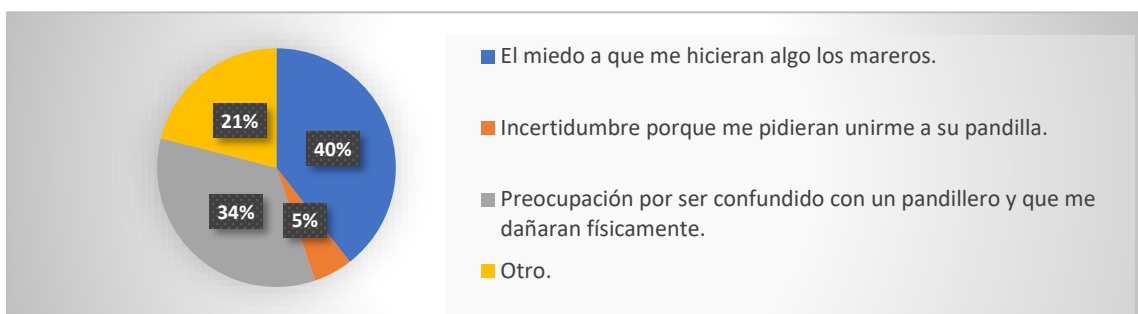 21%
40%
34%
5%
El miedo a que me hicieran algo los mareros.
Incertidumbre porque me pidieran unirme a su pandilla.
Preocupación por ser confundido con un pandillero y que me
dañaran físicamente.
Otro.